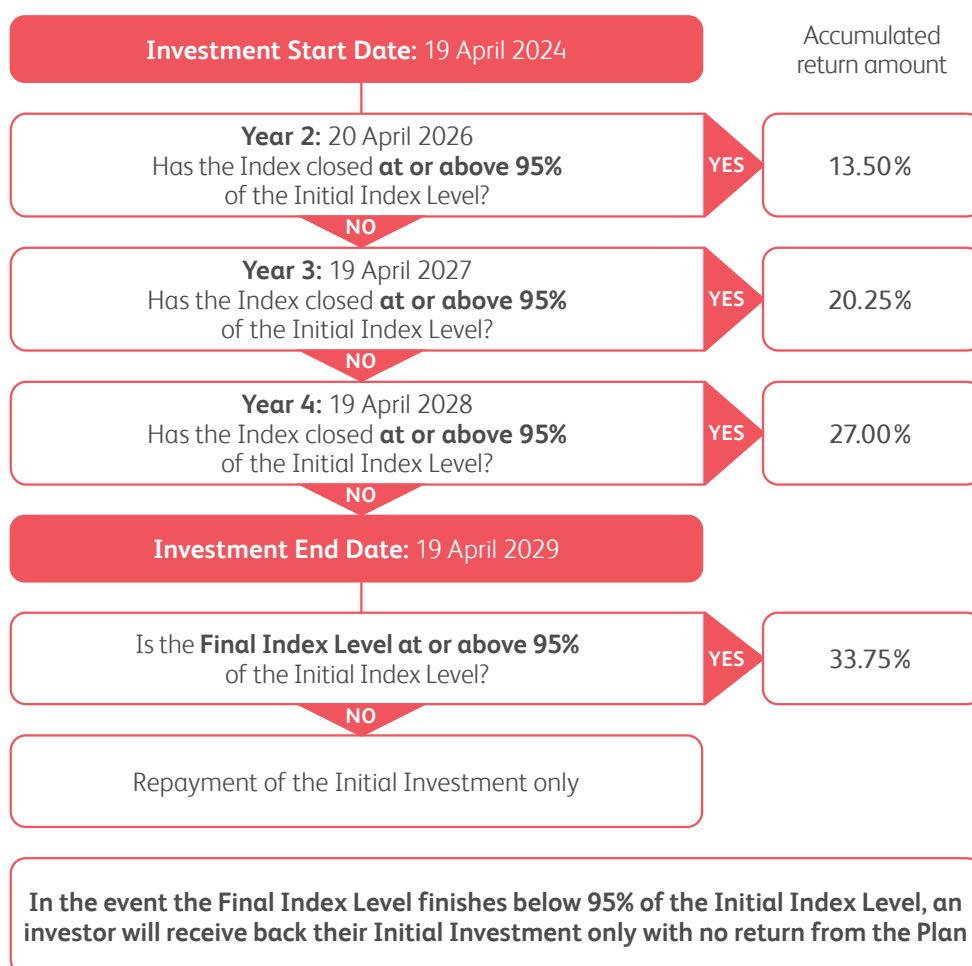 Investment Start Date: 19 April 2024
Accumulated
return amount
Year 2: 20 April 2026
Has the Index closed at or above 95%
of the Initial Index Level?
YES
13.50%
NO
Year 3: 19 April 2027
Has the Index closed at or above 95%
of the Initial Index Level?
YES
20.25%
NO
Year 4: 19 April 2028
Has the Index closed at or above 95%
of the Initial Index Level?
YES
27.00%
NO
Investment End Date: 19 April 2029
Is the Final Index Level at or above 95%
of the Initial Index Level?
YES
33.75%
NO
Repayment of the Initial Investment only
In the event the Final Index Level finishes below 95% of the Initial Index Level, an
investor will receive back their Initial Investment only with no return from the Plan